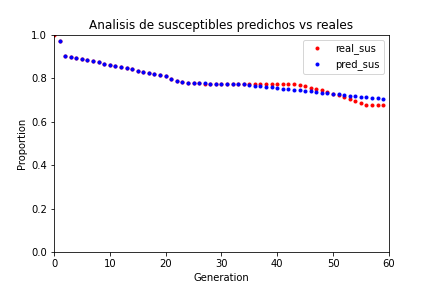 Analisis de susceptibles predichos vs reales
1.0
0.8
0.6
0.4
0.2
0.0
Proportion
real_sus
pred_sus
0 10 20 30 40 50 60
Generation